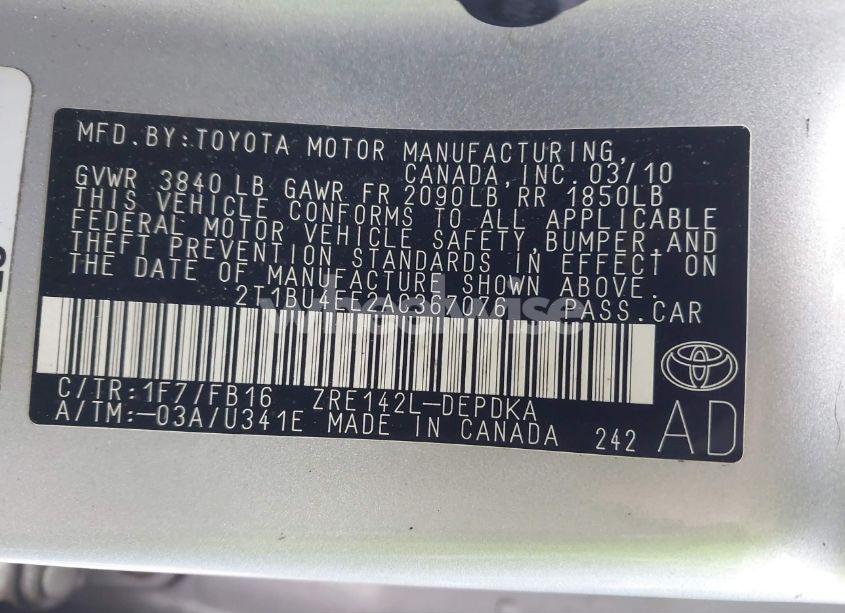 MFD.BY:TOYOTA MOTOR MANUFACTURING,
CANADA,INC.03/10
GVWR 3840LB GAWR FR 2090LB RR 1850LB
THIS VEHICLE CONFORMS TO ALL APPLICABLE
FEDERAL MOTOR VEHICLE SAFETY,BUMPER,AND
THEFT PREVENTION STANDARDS IN EFFECT ON
THE DATE OF MANUFACTURE SHOWN ABOVE.
2T1BU4EE2AC367076 PASS.CAR
wheelwise
C/TR:1F7/FB16 ZRE142L-DEPDKA
A/TM:-03A/U341E MADE IN CANADA 242 AD